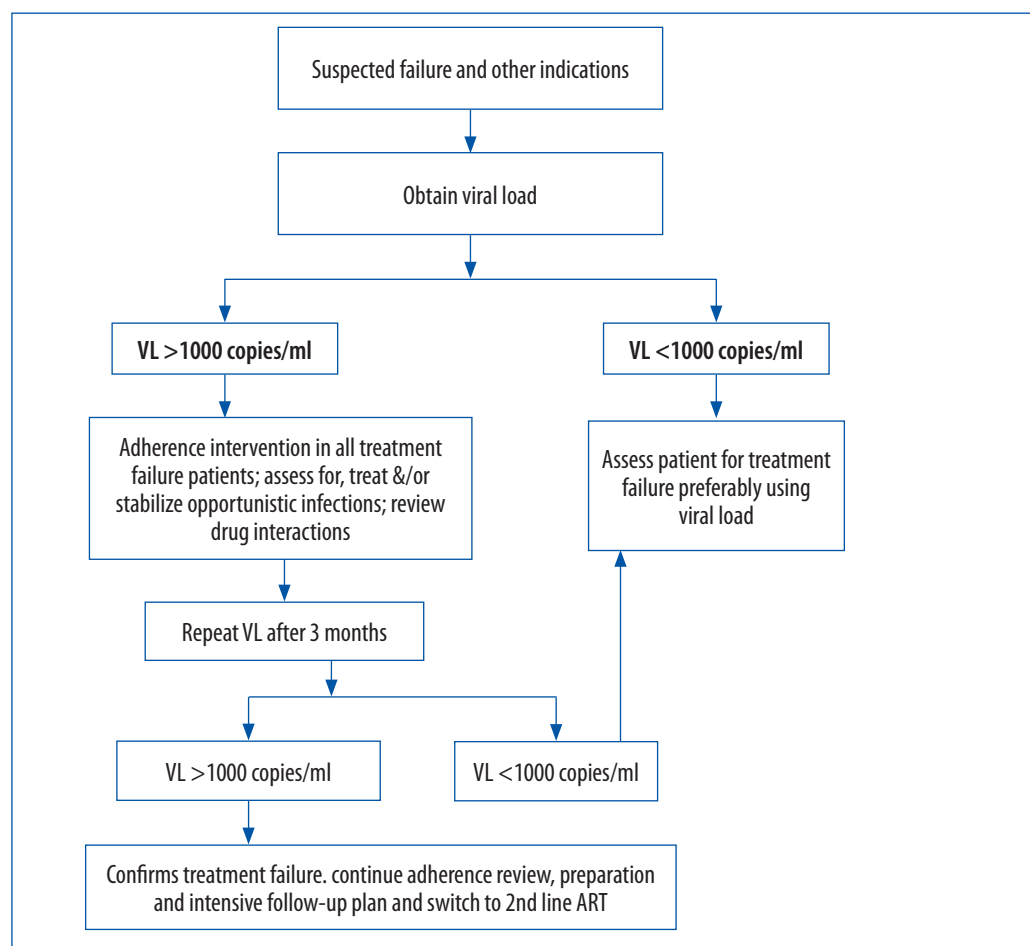 Suspected failure and other indications
Obtain viral load
VL >1000 copies/ml
VL <1000 copies/ml
Adherence intervention in all treatment
failure patients; assess for, treat &/or
stabilize opportunistic infections; review
drug interactions
Assess patient for treatment
failure preferably using
viral load
Repeat VL after 3 months
VL >1000 copies/ml
VL <1000 copies/ml
Confirms treatment failure. continue adherence review, preparation
and intensive follow-up plan and switch to 2nd line ART